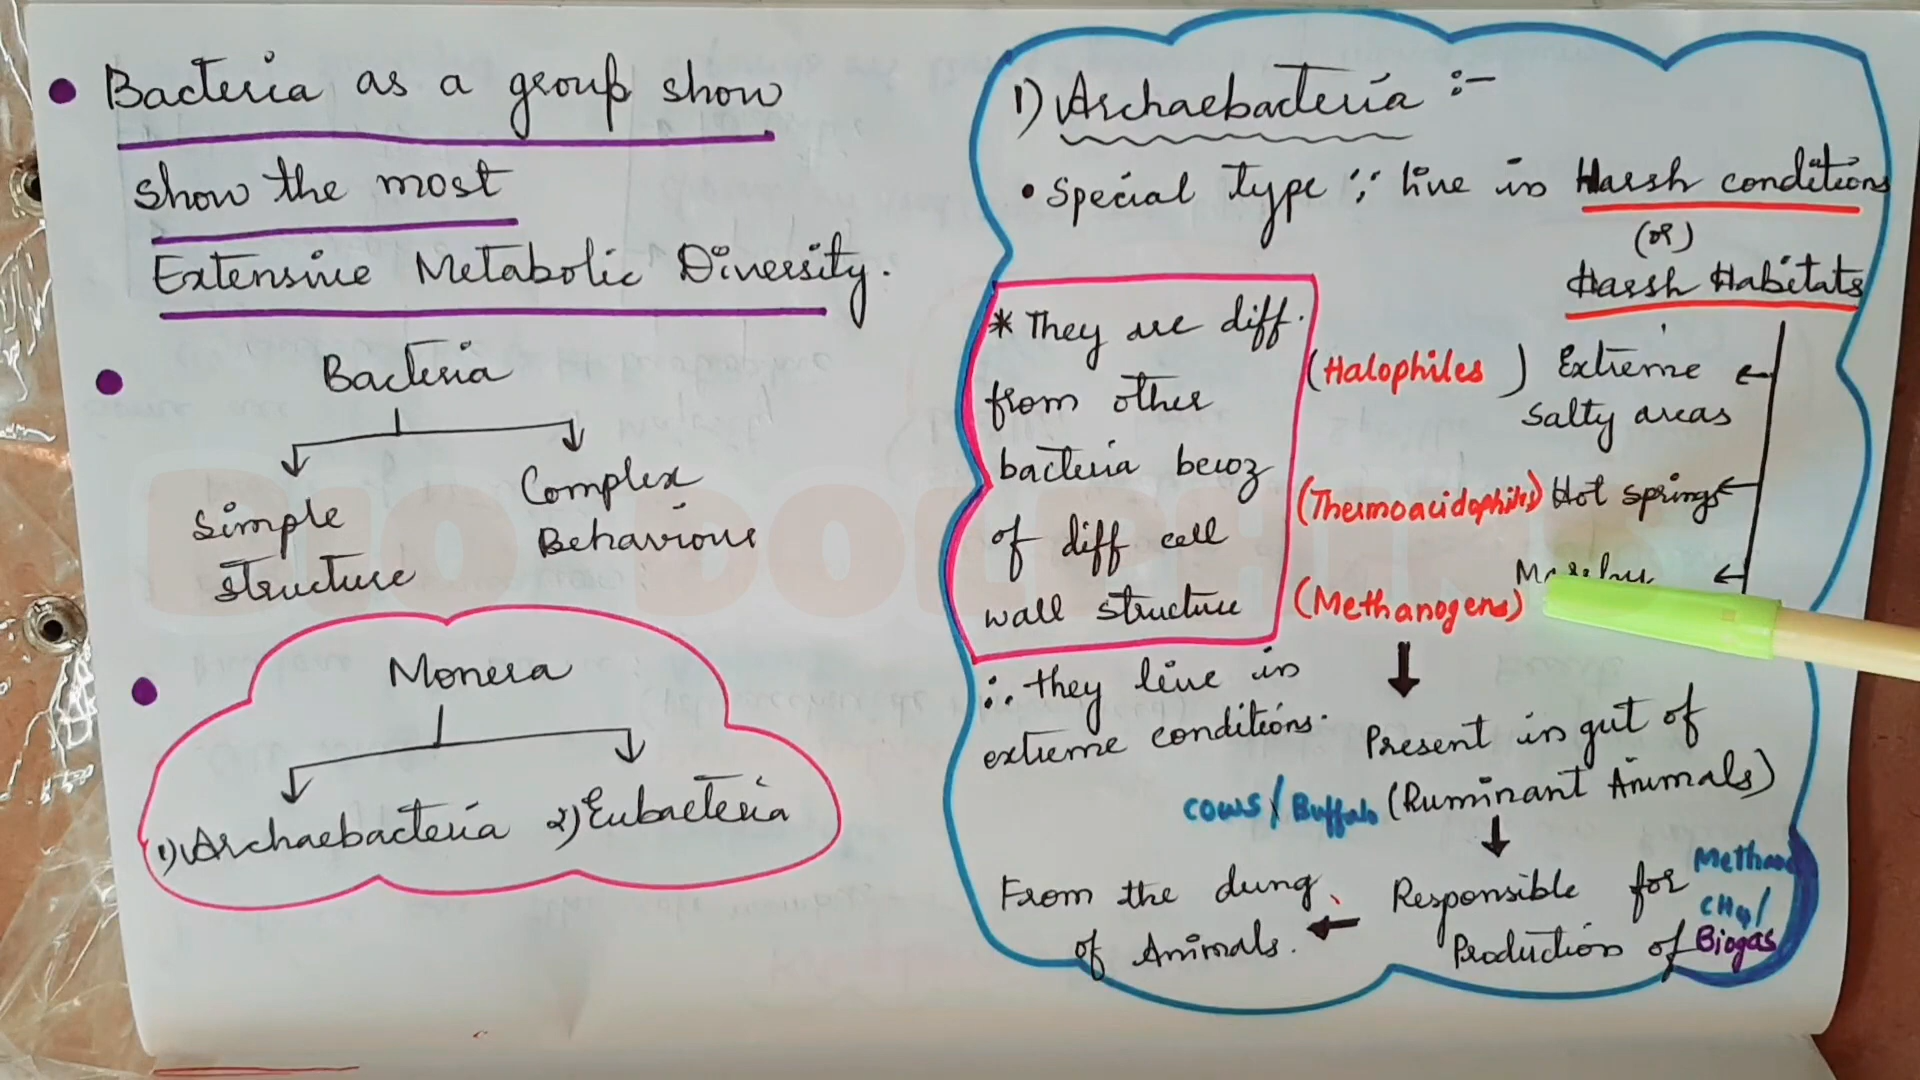 Bacteria as a group show
show the most
Extensive Metabolic Diversity.
Bacteria
Simple
structure
Complex
Behaviour
Monera
1) Archaebacteria 2) Eubacteria
1) Archaebacteria :-
• Special type ∵ live in Harsh conditions
(or)
Harsh Habitats
* They are diff.
from other
bacteria becoz
of diff cell
wall structure
(Halophiles) Extreme
salty areas
(Thermoacidophiles) Hot springs
(Methanogens)
∴ they live in
extreme conditions.
Present in gut of
(Ruminant Animals)
cows/Buffalo
Responsible for
Production of
Methane
CH4/
Biogas
From the dung
of Animals.